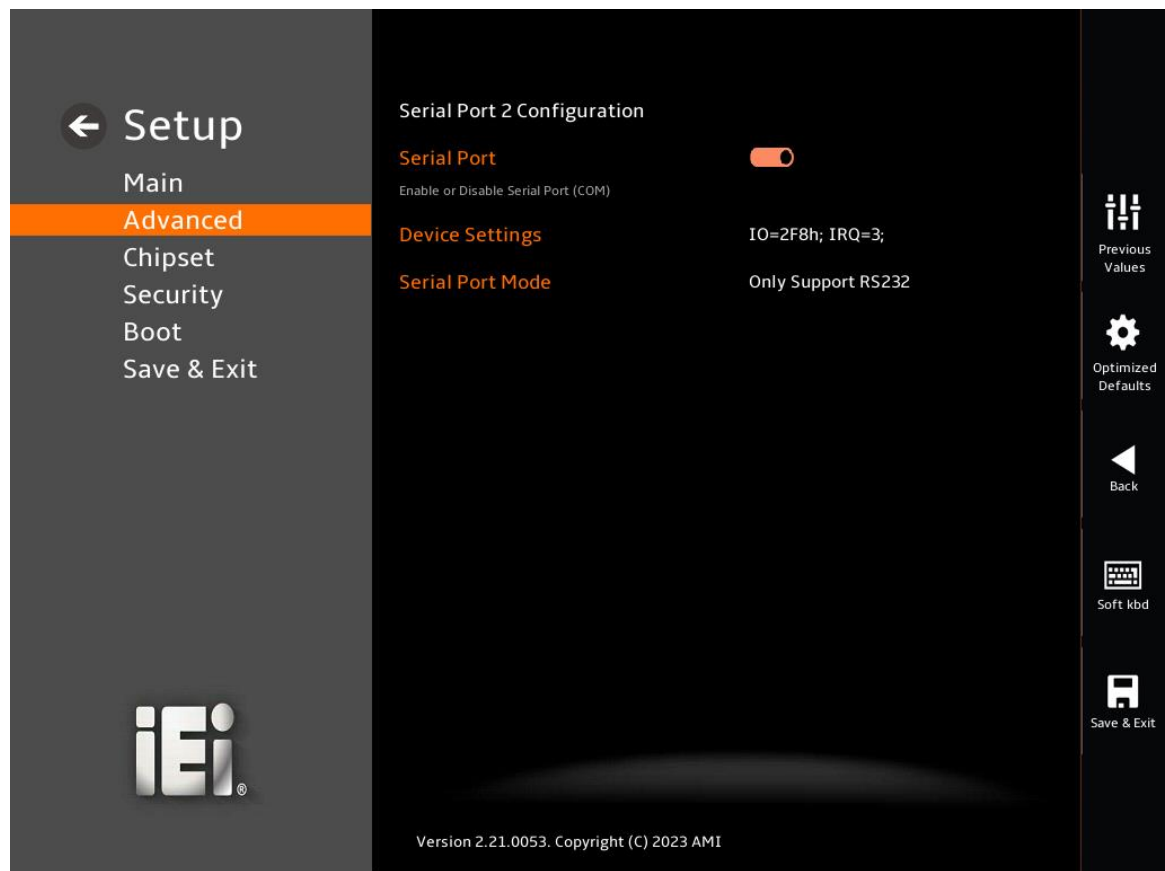 Setup
Main
Advanced
Chipset
Security
Boot
Save & Exit
iEi®
Serial Port 2 Configuration
Serial Port
Enable or Disable Serial Port (COM)
Device Settings IO=2F8h; IRQ=3;
Serial Port Mode Only Support RS232
Version 2.21.0053. Copyright (C) 2023 AMI
Previous
Values
Optimized
Defaults
Back
Soft kbd
Save & Exit